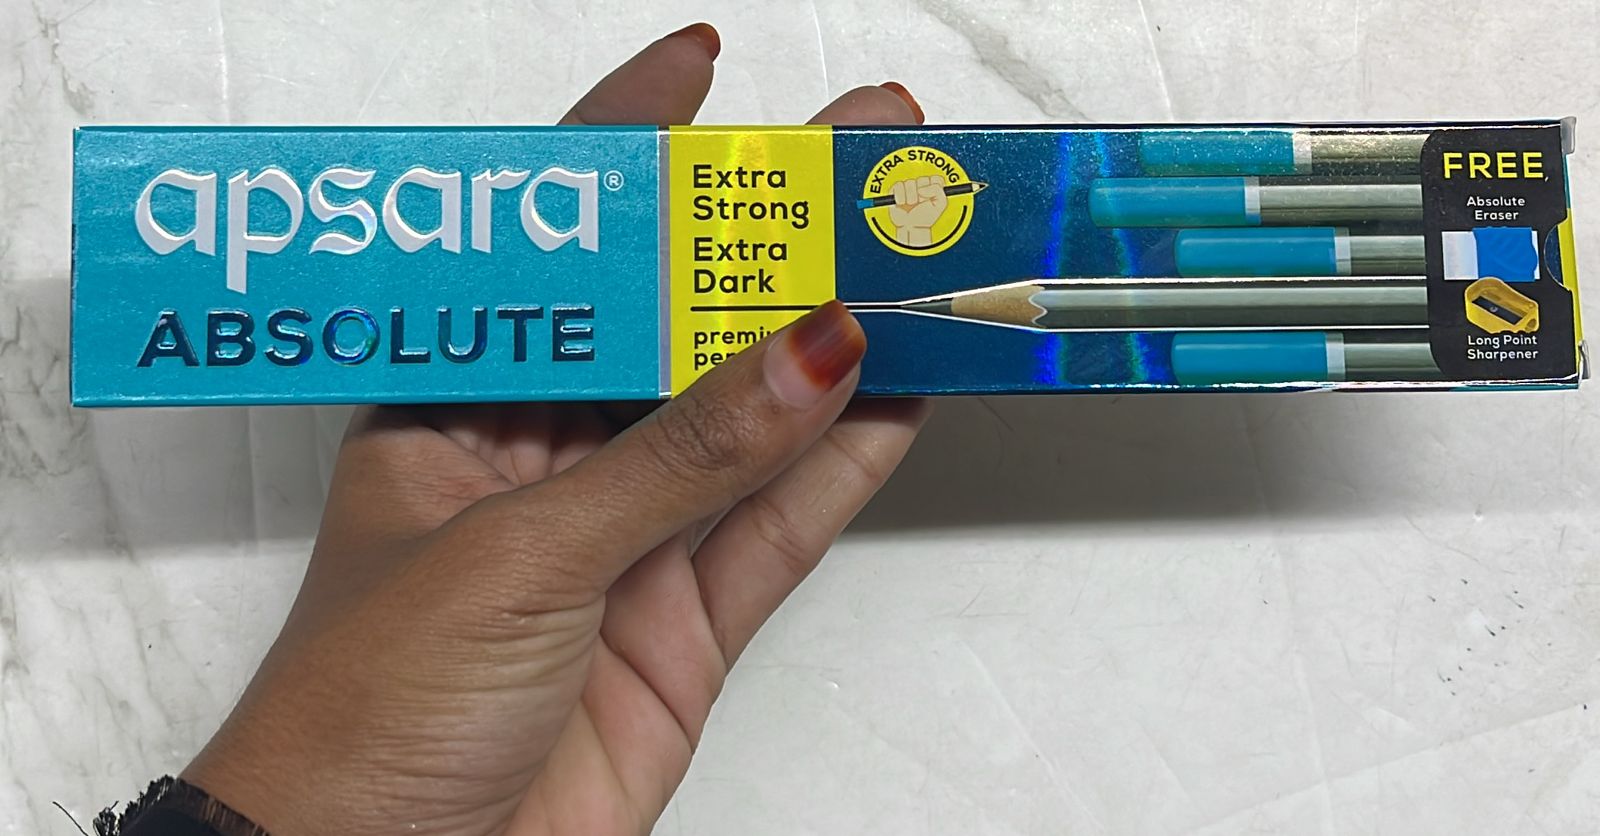 apsara®
ABSOLUTE
Extra
Strong
Extra
Dark
EXTRA STRONG
FREE
Absolute
Eraser
Long Point
Sharpener